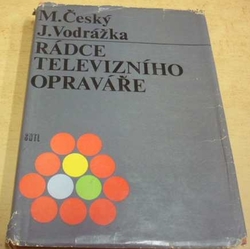 M.Český
J.Vodrážka
RÁDCE
TELEVIZNÍHO
OPRAVÁŘE
SNTL